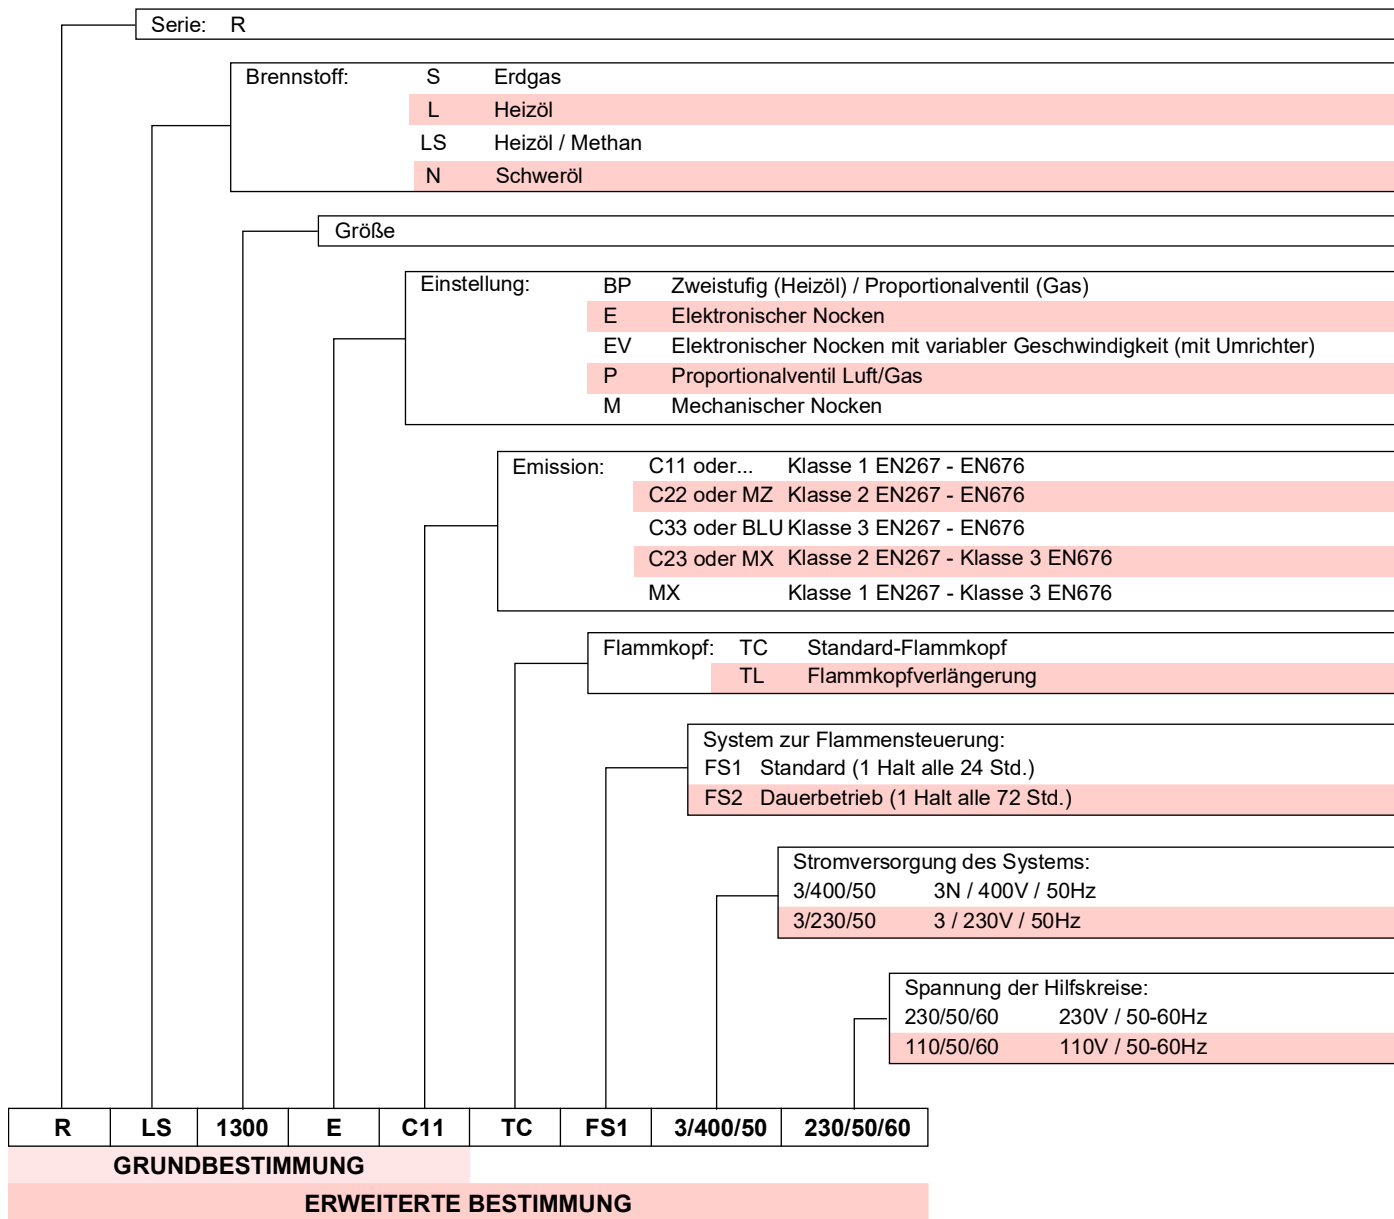 Serie: R
Brennstoff: S Erdgas
L Heizöl
LS Heizöl / Methan
N Schweröl
Größe
Einstellung: BP Zweistufig (Heizöl) / Proportionalventil (Gas)
E Elektronischer Nocken
EV Elektronischer Nocken mit variabler Geschwindigkeit (mit Umrichter)
P Proportionalventil Luft/Gas
M Mechanischer Nocken
Emission: C11 oder... Klasse 1 EN267 - EN676
C22 oder MZ Klasse 2 EN267 - EN676
C33 oder BLU Klasse 3 EN267 - EN676
C23 oder MX Klasse 2 EN267 - Klasse 3 EN676
MX Klasse 1 EN267 - Klasse 3 EN676
Flammkopf: TC Standard-Flammkopf
TL Flammkopfverlängerung
System zur Flammensteuerung:
FS1 Standard (1 Halt alle 24 Std.)
FS2 Dauerbetrieb (1 Halt alle 72 Std.)
Stromversorgung des Systems:
3/400/50 3N / 400V / 50Hz
3/230/50 3 / 230V / 50Hz
Spannung der Hilfskreise:
230/50/60 230V / 50-60Hz
110/50/60 110V / 50-60Hz
R LS 1300 E C11 TC FS1 3/400/50 230/50/60
GRUNDBESTIMMUNG
ERWEITERTE BESTIMMUNG